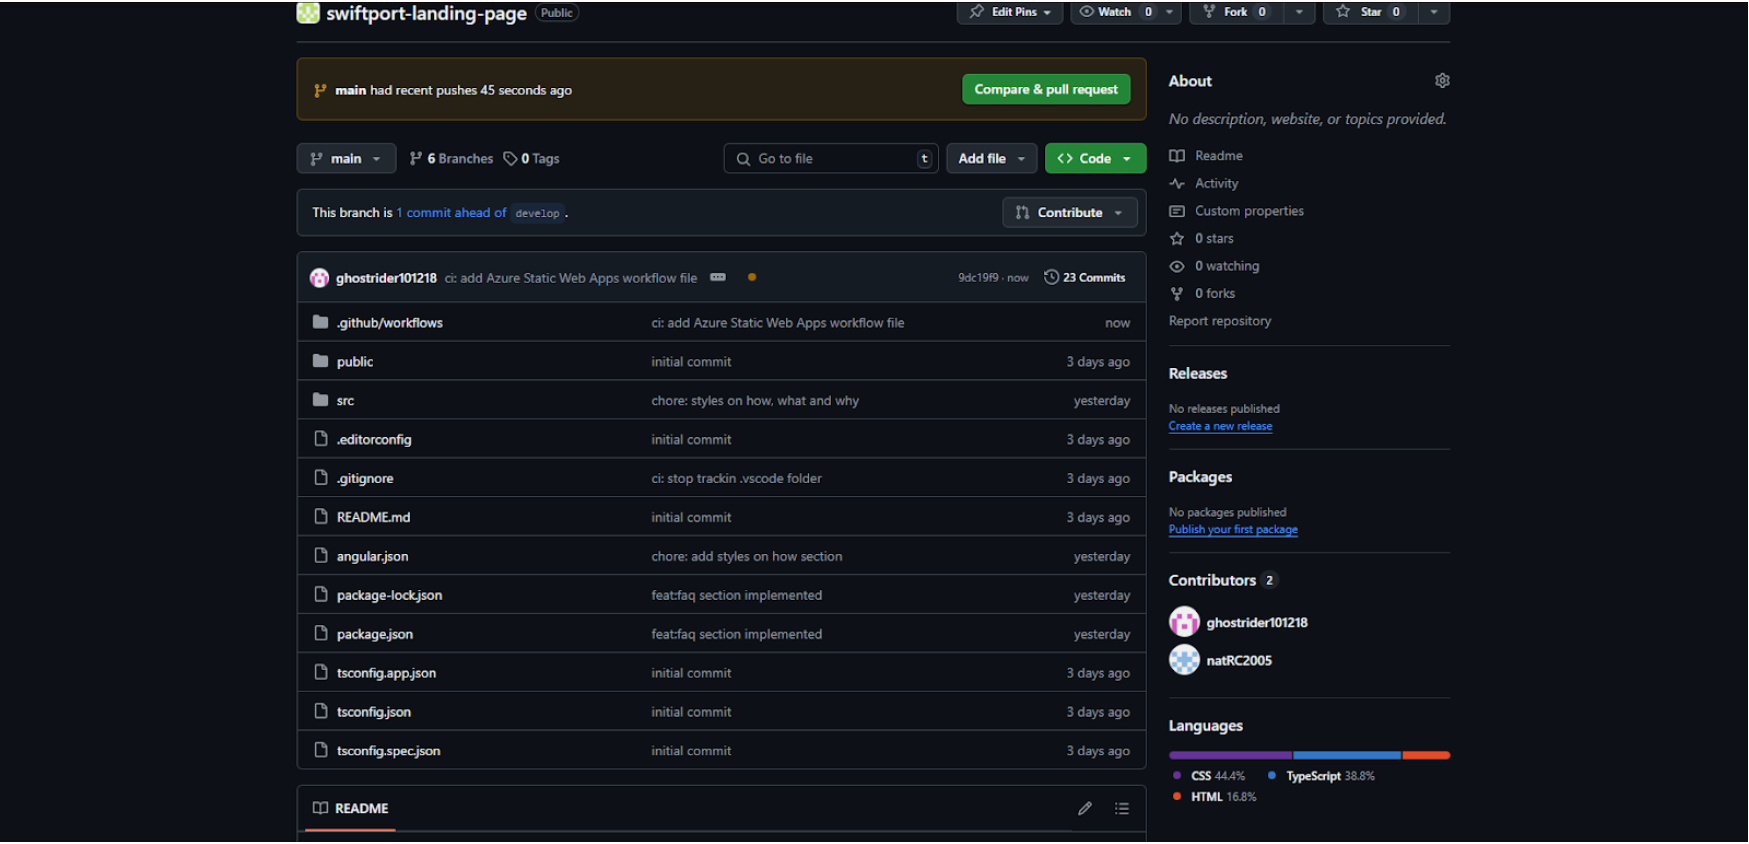 swiftport-landing-page Public Edit Pins Watch 0 Fork 0 Star 0
main had recent pushes 45 seconds ago Compare & pull request
main 6 Branches 0 Tags Go to file t Add file <> Code
This branch is 1 commit ahead of develop . Contribute
ghostrider101218 ci: add Azure Static Web Apps workflow file 9dc19f9 · now 23 Commits
.github/workflows ci: add Azure Static Web Apps workflow file now
public initial commit 3 days ago
src chore: styles on how, what and why yesterday
.editorconfig initial commit 3 days ago
.gitignore ci: stop trackin .vscode folder 3 days ago
README.md initial commit 3 days ago
angular.json chore: add styles on how section yesterday
package-lock.json feat:faq section implemented yesterday
package.json feat:faq section implemented yesterday
tsconfig.app.json initial commit 3 days ago
tsconfig.json initial commit 3 days ago
tsconfig.spec.json initial commit 3 days ago
README
About
No description, website, or topics provided.
Readme
Activity
Custom properties
0 stars
0 watching
0 forks
Report repository
Releases
No releases published
Create a new release
Packages
No packages published
Publish your first package
Contributors 2
ghostrider101218
natRC2005
Languages
CSS 44.4% TypeScript 38.8%
HTML 16.8%